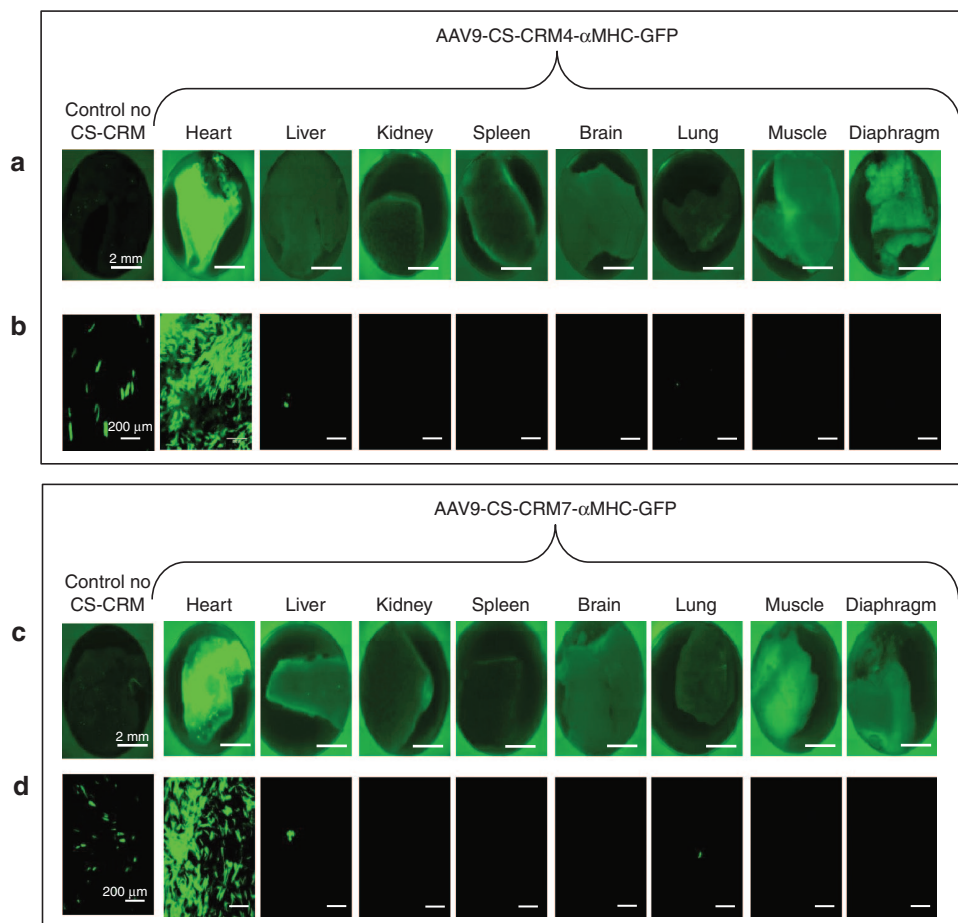 AAV9-CS-CRM4-αMHC-GFP
Control no
CS-CRM
Heart Liver Kidney Spleen Brain Lung Muscle Diaphragm
a
2 mm
b
200 μm
AAV9-CS-CRM7-αMHC-GFP
Control no
CS-CRM
Heart Liver Kidney Spleen Brain Lung Muscle Diaphragm
c
2 mm
d
200 μm